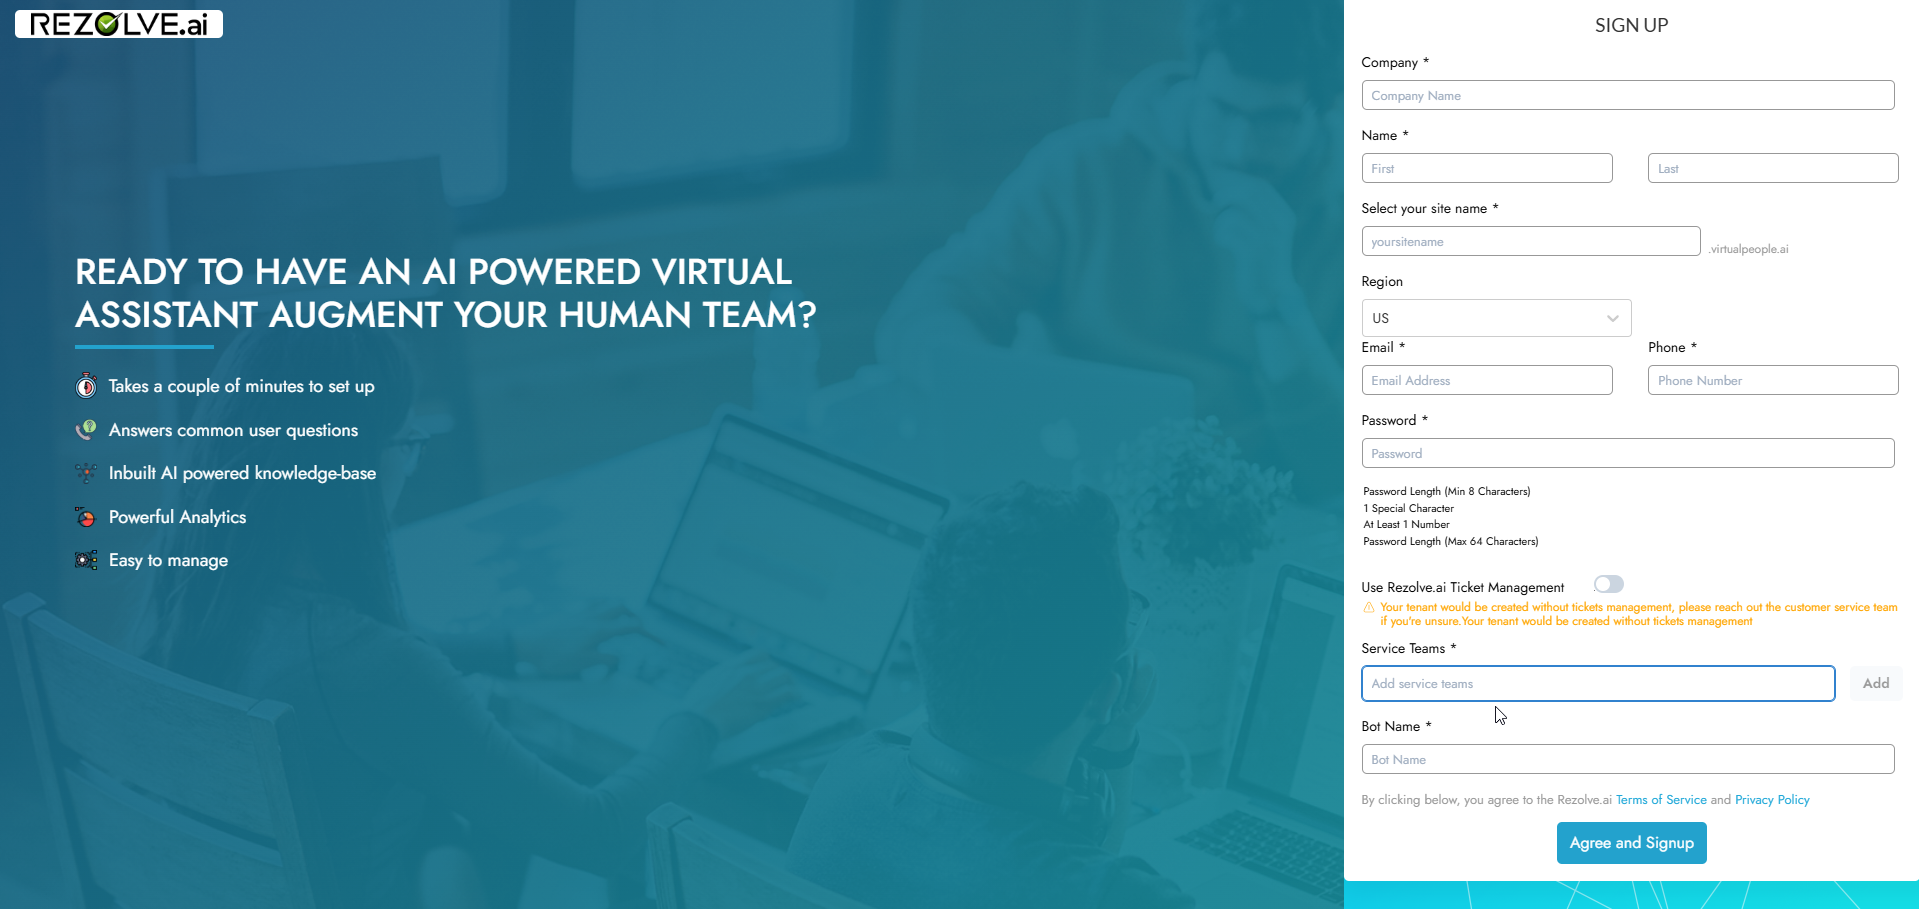 REZOLVE.ai
READY TO HAVE AN AI POWERED VIRTUAL
ASSISTANT AUGMENT YOUR HUMAN TEAM?
Takes a couple of minutes to set up
Answers common user questions
Inbuilt AI powered knowledge-base
Powerful Analytics
Easy to manage
SIGN UP
Company *
Company Name
Name *
First
Last
Select your site name *
yoursitename
.virtualpeople.ai
Region
US
Email *
Phone *
Email Address
Phone Number
Password *
Password
Password Length (Min 8 Characters)
1 Special Character
At Least 1 Number
Password Length (Max 64 Characters)
Use Rezolve.ai Ticket Management
Your tenant would be created without tickets management, please reach out the customer service team
if you're unsure.Your tenant would be created without tickets management
Service Teams *
Add service teams
Add
Bot Name *
Bot Name
By clicking below, you agree to the Rezolve.ai Terms of Service and Privacy Policy
Agree and Signup